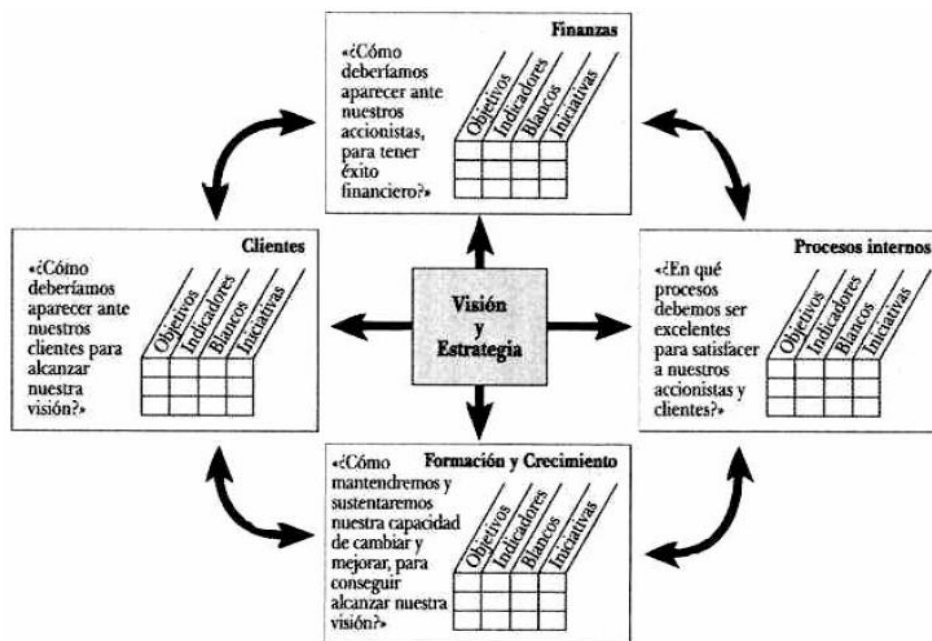 Finanzas
«¿Cómo
deberíamos
aparecer ante
nuestros
accionistas,
para tener
éxito
financiero?»
Objetivos
Indicadores
Blancos
Iniciativas
Clientes
«¿Cómo
deberíamos
aparecer ante
nuestros
clientes para
alcanzar
nuestra
visión?»
Objetivos
Indicadores
Blancos
Iniciativas
Visión
y
Estrategia
Procesos internos
«¿En qué
procesos
debemos ser
excelentes
para satisfacer
a nuestros
accionistas y
clientes?»
Objetivos
Indicadores
Blancos
Iniciativas
Formación y Crecimiento
«¿Cómo
mantendremos y
sustentaremos
nuestra capacidad
de cambiar y
mejorar, para
conseguir
alcanzar nuestra
visión?»
Objetivos
Indicadores
Blancos
Iniciativas